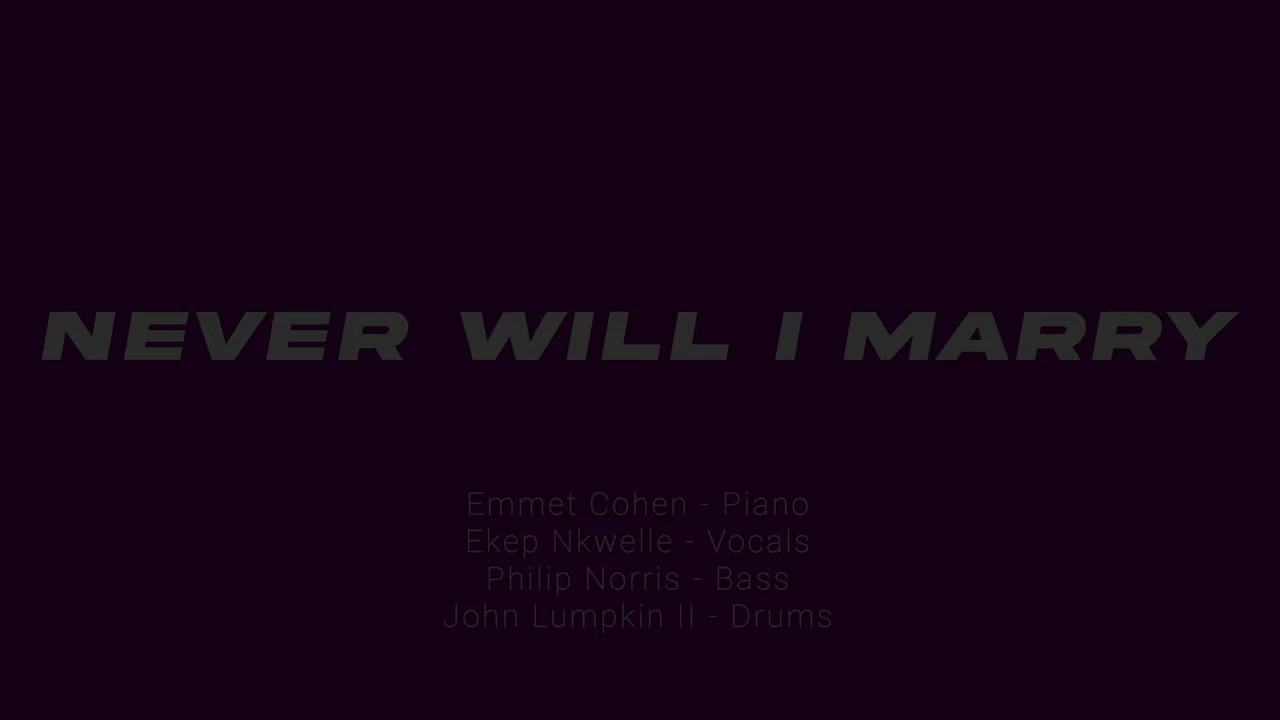 NEVER WILL I MARRY
Emmet Cohen - Piano
Ekep Nkwelle - Vocals
Philip Norris - Bass
John Lumpkin II - Drums